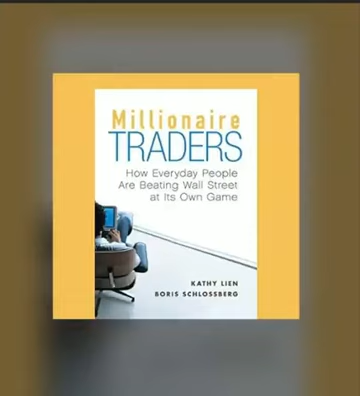 Millionaire
TRADERS
How Everyday People
Are Beating Wall Street
at Its Own Game
KATHY LIEN
BORIS SCHLOSSBERG